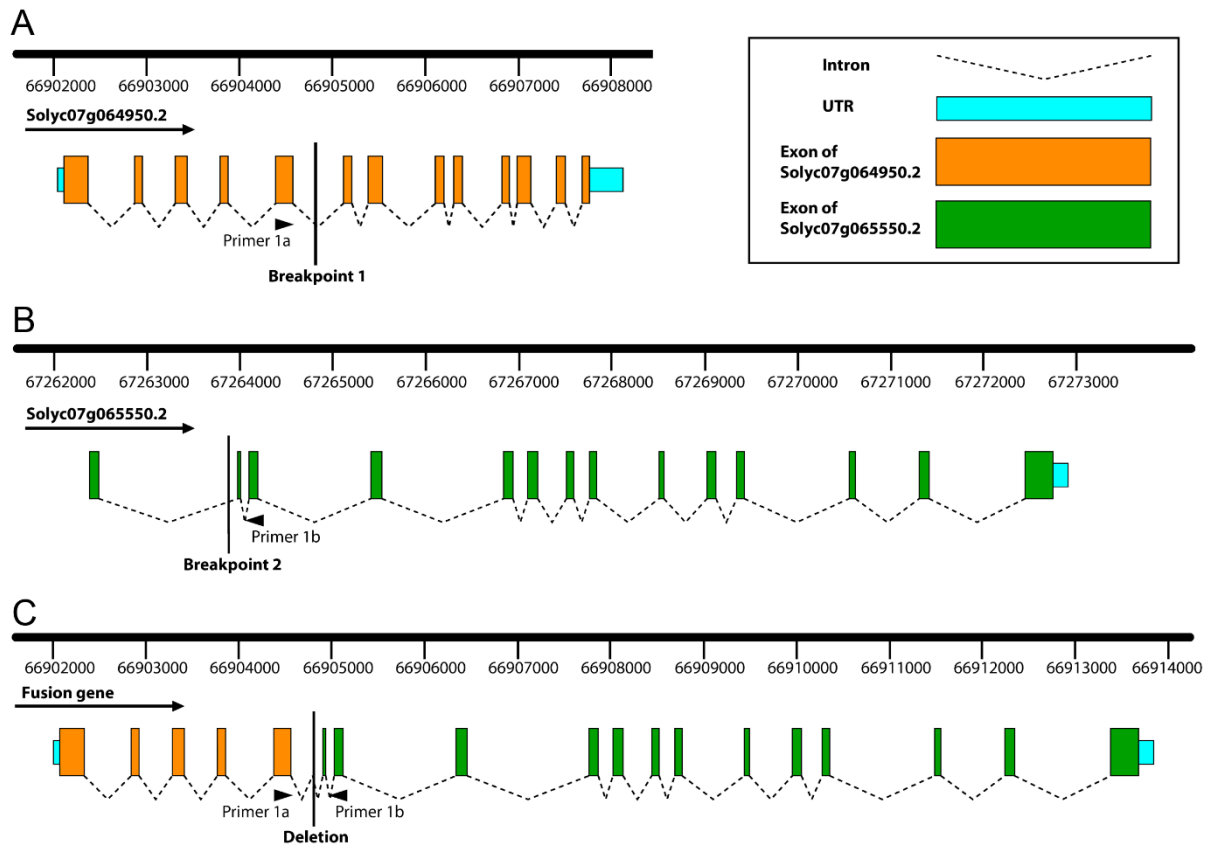 A
66902000 66903000 66904000 66905000 66906000 66907000 66908000
Solyc07g064950.2
Primer 1a
Breakpoint 1
Intron
UTR
Exon of
Solyc07g064950.2
Exon of
Solyc07g065550.2
B
67262000 67263000 67264000 67265000 67266000 67267000 67268000 67269000 67270000 67271000 67272000 67273000
Solyc07g065550.2
Primer 1b
Breakpoint 2
C
66902000 66903000 66904000 66905000 66906000 66907000 66908000 66909000 66910000 66911000 66912000 66913000 66914000
Fusion gene
Primer 1a Primer 1b
Deletion